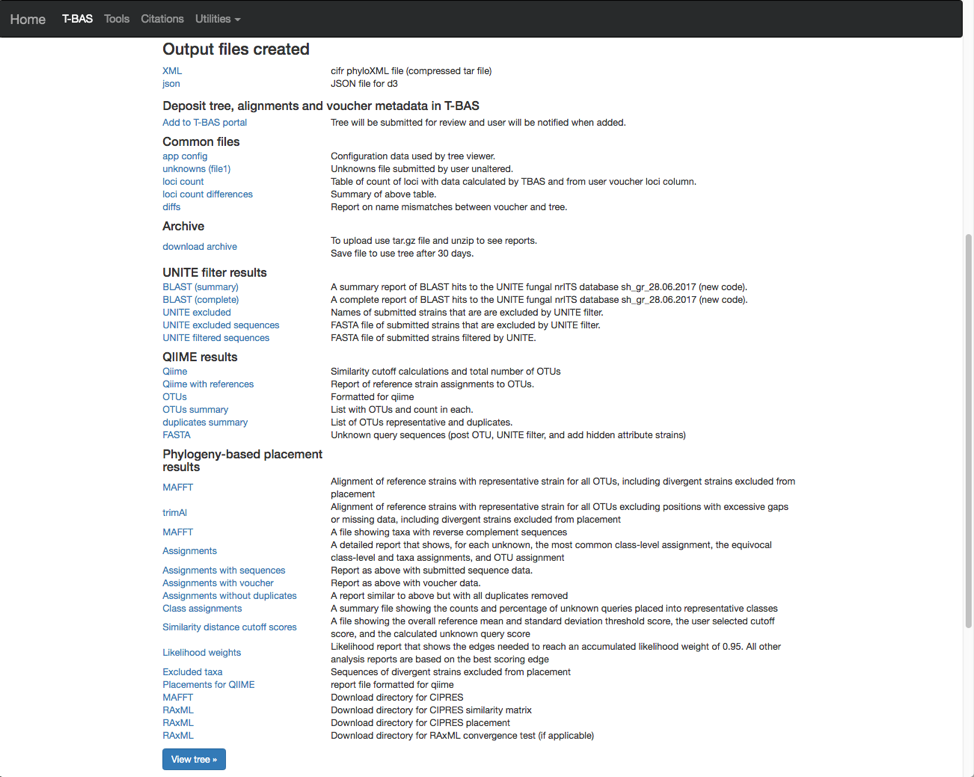 Home T-BAS Tools Citations Utilities
Output files created
XML cifr phyloXML file (compressed tar file)
json JSON file for d3
Deposit tree, alignments and voucher metadata in T-BAS
Add to T-BAS portal Tree will be submitted for review and user will be notified when added.
Common files
app config Configuration data used by tree viewer.
unknowns (file1) Unknowns file submitted by user unaltered.
loci count Table of count of loci with data calculated by TBAS and from user voucher loci column.
loci count differences Summary of above table.
diffs Report on name mismatches between voucher and tree.
Archive
download archive To upload use tar.gz file and unzip to see reports.
Save file to use tree after 30 days.
UNITE filter results
BLAST (summary) A summary report of BLAST hits to the UNITE fungal nrITS database sh_gr_28.06.2017 (new code).
BLAST (complete) A complete report of BLAST hits to the UNITE fungal nrITS database sh_gr_28.06.2017 (new code).
UNITE excluded Names of submitted strains that are are excluded by UNITE filter.
UNITE excluded sequences FASTA file of submitted strains that are excluded by UNITE filter.
UNITE filtered sequences FASTA file of submitted strains filtered by UNITE.
QIIME results
Qiime Similarity cutoff calculations and total number of OTUs
Qiime with references Report of reference strain assignments to OTUs.
OTUs Formatted for qiime
OTUs summary List with OTUs and count in each.
duplicates summary List of OTUs representative and duplicates.
FASTA Unknown query sequences (post OTU, UNITE filter, and add hidden attribute strains)
Phylogeny-based placement
results
MAFFT Alignment of reference strains with representative strain for all OTUs, including divergent strains excluded from
placement
trimAl Alignment of reference strains with representative strain for all OTUs excluding positions with excessive gaps
or missing data, including divergent strains excluded from placement
MAFFT A file showing taxa with reverse complement sequences
Assignments A detailed report that shows, for each unknown, the most common class-level assignment, the equivocal
class-level and taxa assignments, and OTU assignment
Assignments with sequences Report as above with submitted sequence data.
Assignments with voucher Report as above with voucher data.
Assignments without duplicates A report similar to above but with all duplicates removed
Class assignments A summary file showing the counts and percentage of unknown queries placed into representative classes
Similarity distance cutoff scores A file showing the overall reference mean and standard deviation threshold score, the user selected cutoff
score, and the calculated unknown query score
Likelihood weights Likelihood report that shows the edges needed to reach an accumulated likelihood weight of 0.95. All other
analysis reports are based on the best scoring edge
Excluded taxa Sequences of divergent strains excluded from placement
Placements for QIIME report file formatted for qiime
MAFFT Download directory for CIPRES
RAxML Download directory for CIPRES similarity matrix
RAxML Download directory for CIPRES placement
RAxML Download directory for RAxML convergence test (if applicable)
View tree »